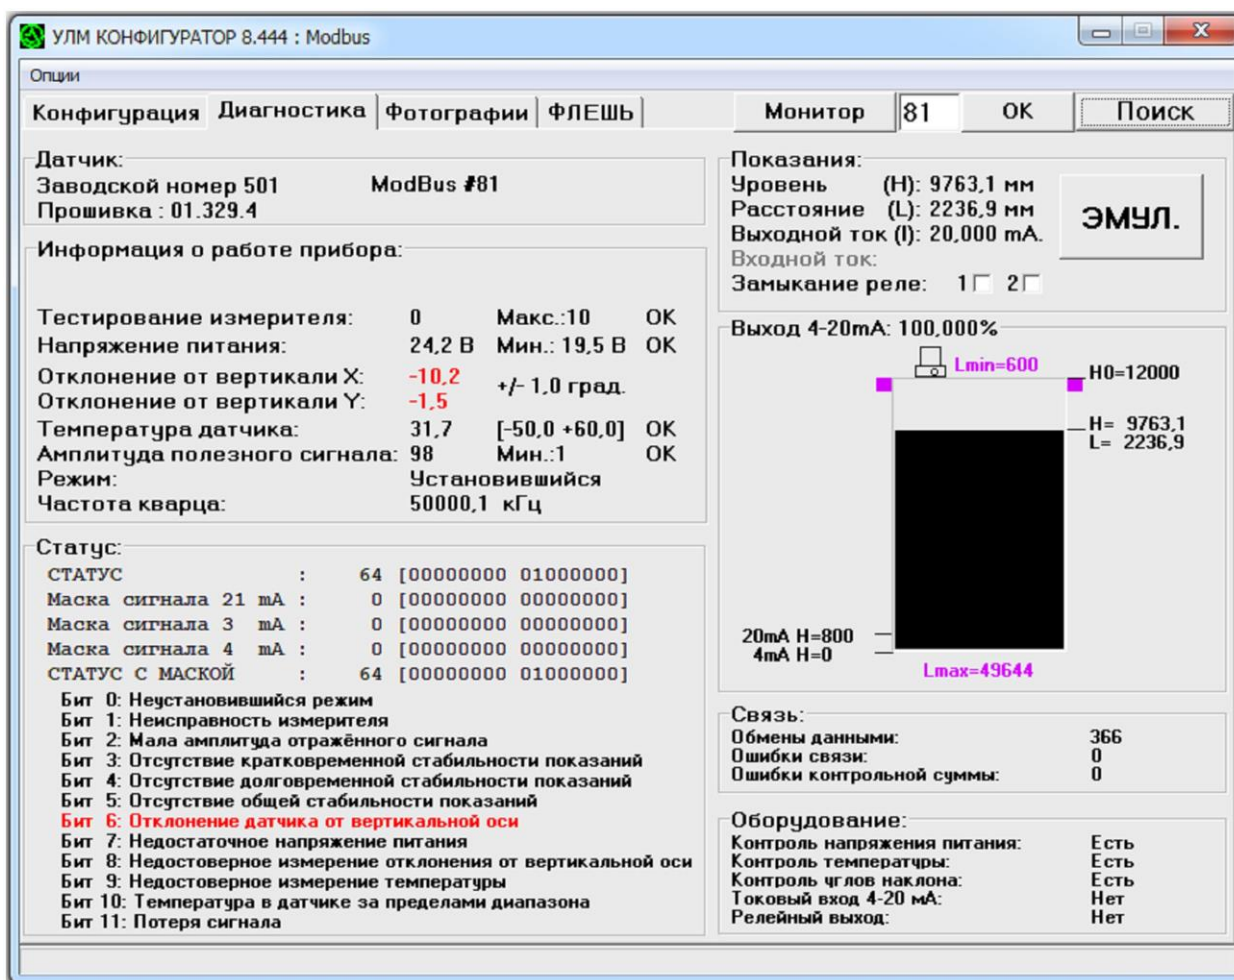 УЛМ КОНФИГУРАТОР 8.444 : Modbus
Опции
Конфигурация Диагностика Фотографии ФЛЕШЬ Монитор 81 OK Поиск
Датчик:
Заводской номер 501 ModBus #81
Прошивка : 01.329.4
Информация о работе прибора:
Тестирование измерителя: 0 Макс.:10 OK
Напряжение питания: 24,2 В Мин.: 19,5 В OK
Отклонение от вертикали X: -10,2
+/- 1,0 град.
Отклонение от вертикали Y: -1,5
Температура датчика: 31,7 [-50,0 +60,0] OK
Амплитуда полезного сигнала: 98 Мин.:1 OK
Режим: Установившийся
Частота кварца: 50000,1 кГц
Статус:
СТАТУС : 64 [00000000 01000000]
Маска сигнала 21 mA : 0 [00000000 00000000]
Маска сигнала 3 mA : 0 [00000000 00000000]
Маска сигнала 4 mA : 0 [00000000 00000000]
СТАТУС С МАСКОЙ : 64 [00000000 01000000]
Бит 0: Неустановившийся режим
Бит 1: Неисправность измерителя
Бит 2: Мала амплитуда отражённого сигнала
Бит 3: Отсутствие кратковременной стабильности показаний
Бит 4: Отсутствие долговременной стабильности показаний
Бит 5: Отсутствие общей стабильности показаний
Бит 6: Отклонение датчика от вертикальной оси
Бит 7: Недостаточное напряжение питания
Бит 8: Недостоверное измерение отклонения от вертикальной оси
Бит 9: Недостоверное измерение температуры
Бит 10: Температура в датчике за пределами диапазона
Бит 11: Потеря сигнала
Показания:
Уровень (H): 9763,1 мм
Расстояние (L): 2236,9 мм
Выходной ток (I): 20,000 mA.
Входной ток:
Замыкание реле: 1 2
ЭМУЛ.
Выход 4-20mA: 100,000%
Lmin=600
H0=12000
H= 9763,1
L= 2236,9
20mA H=800
4mA H=0
Lmax=49644
Связь:
Обмены данными: 366
Ошибки связи: 0
Ошибки контрольной суммы: 0
Оборудование:
Контроль напряжения питания: Есть
Контроль температуры: Есть
Контроль углов наклона: Есть
Токовый вход 4-20 мА: Нет
Релейный выход: Нет